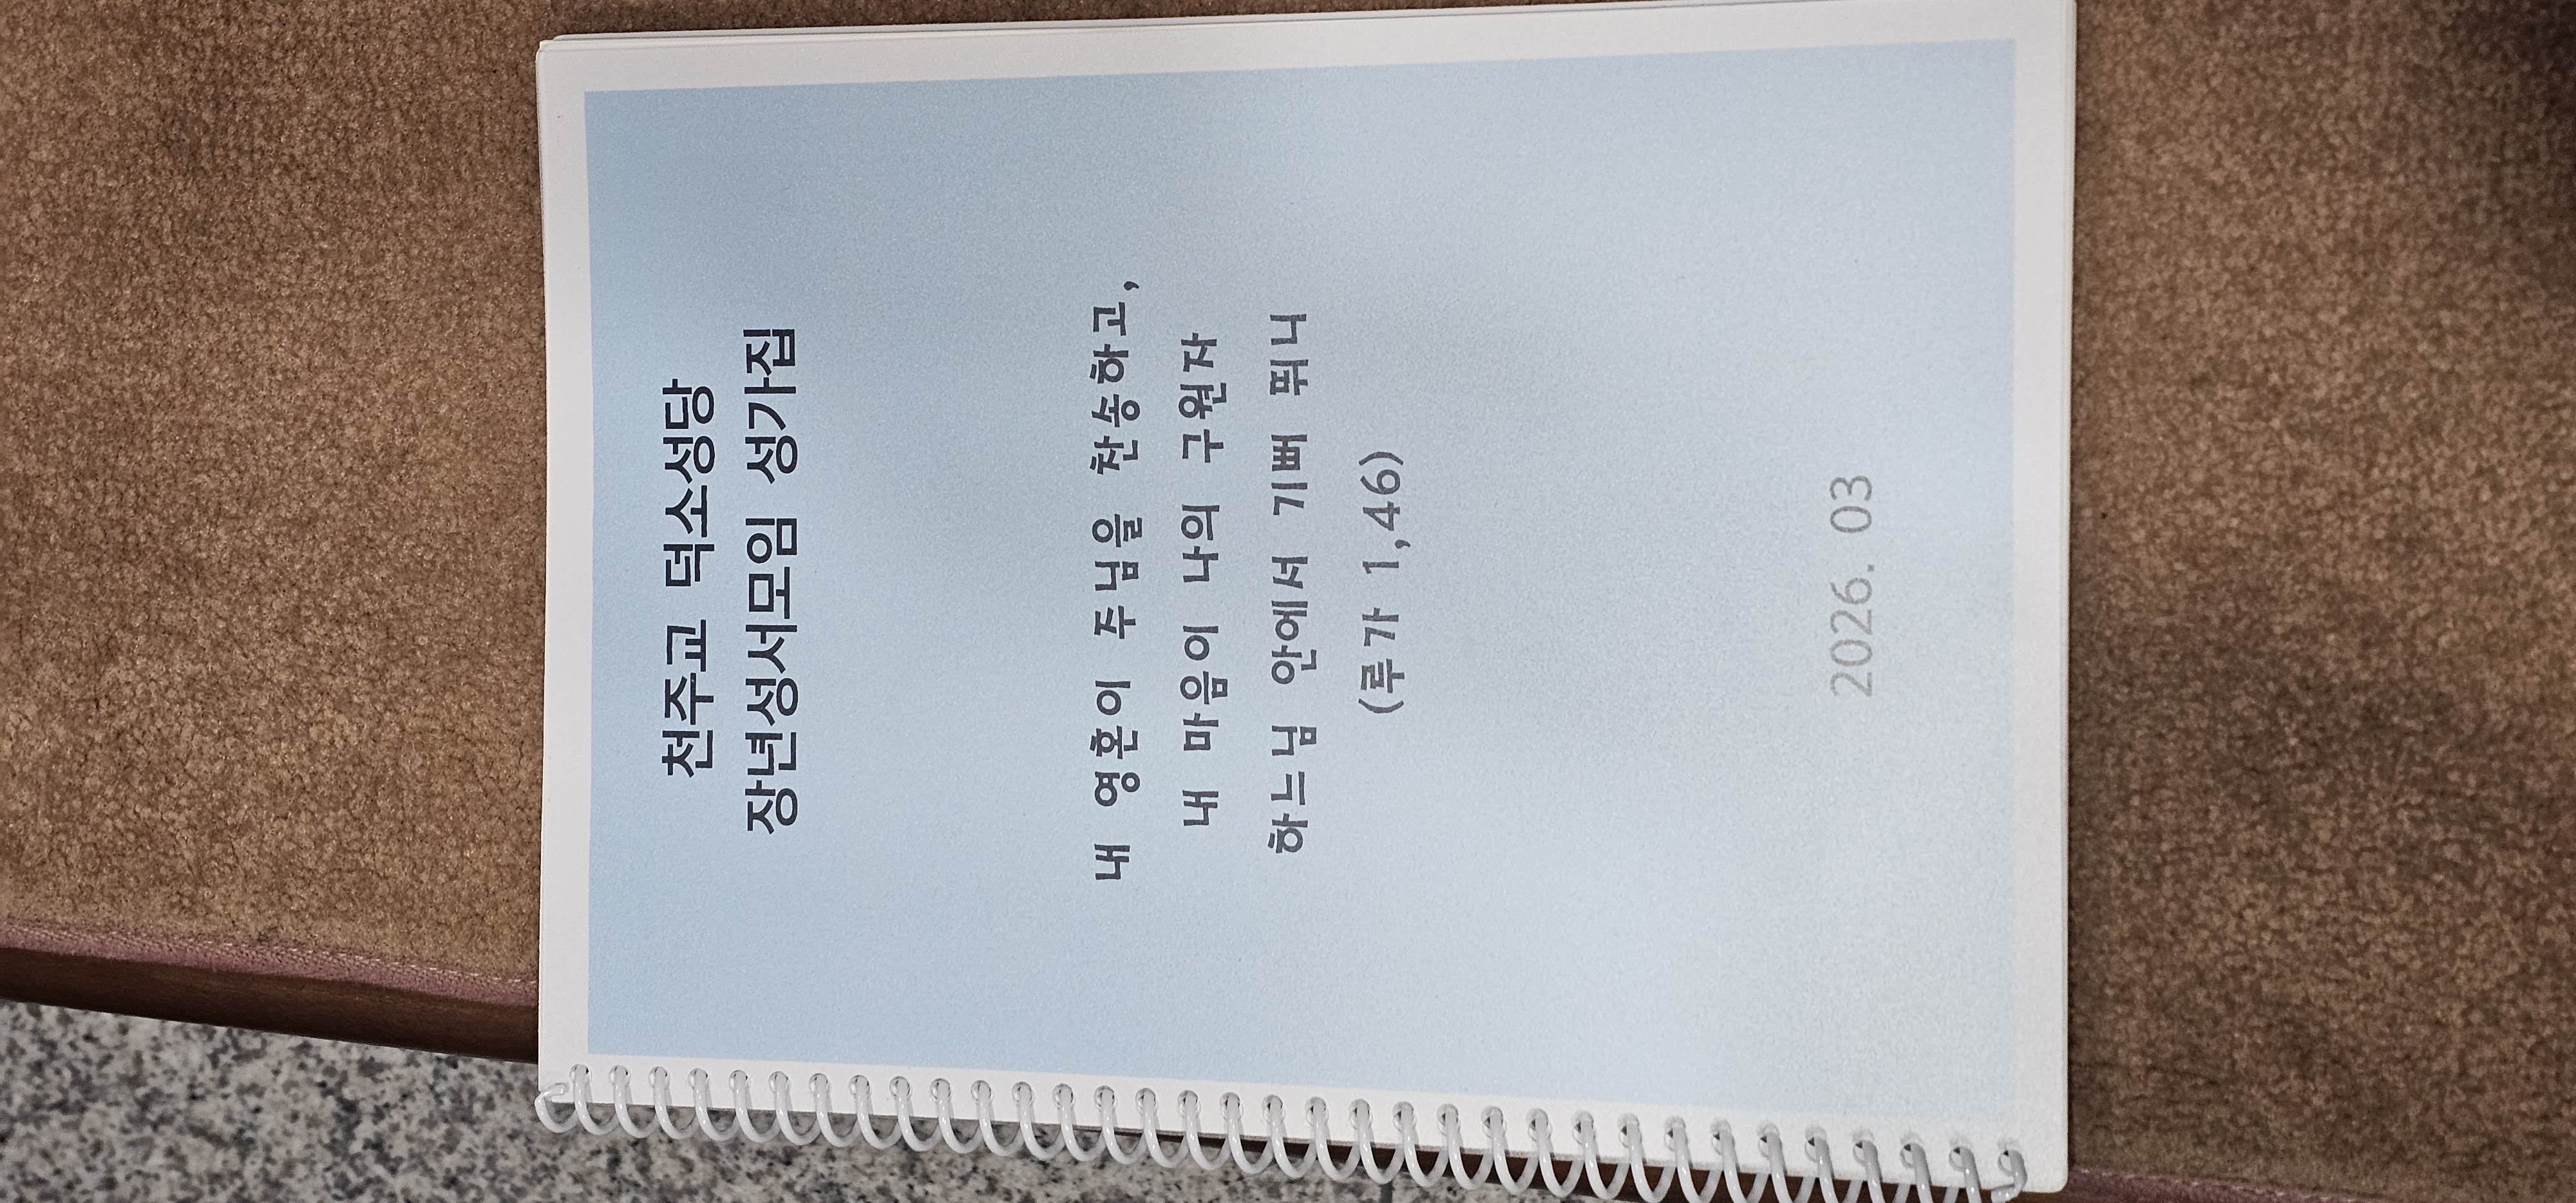 천주교 덕소성당
장년성서모임 성가집
내 영혼이 주님을 찬송하고,
내 마음이 나의 구원자
하느님 안에서 기뻐 뛰니
(루가 1,46)
2026. 03